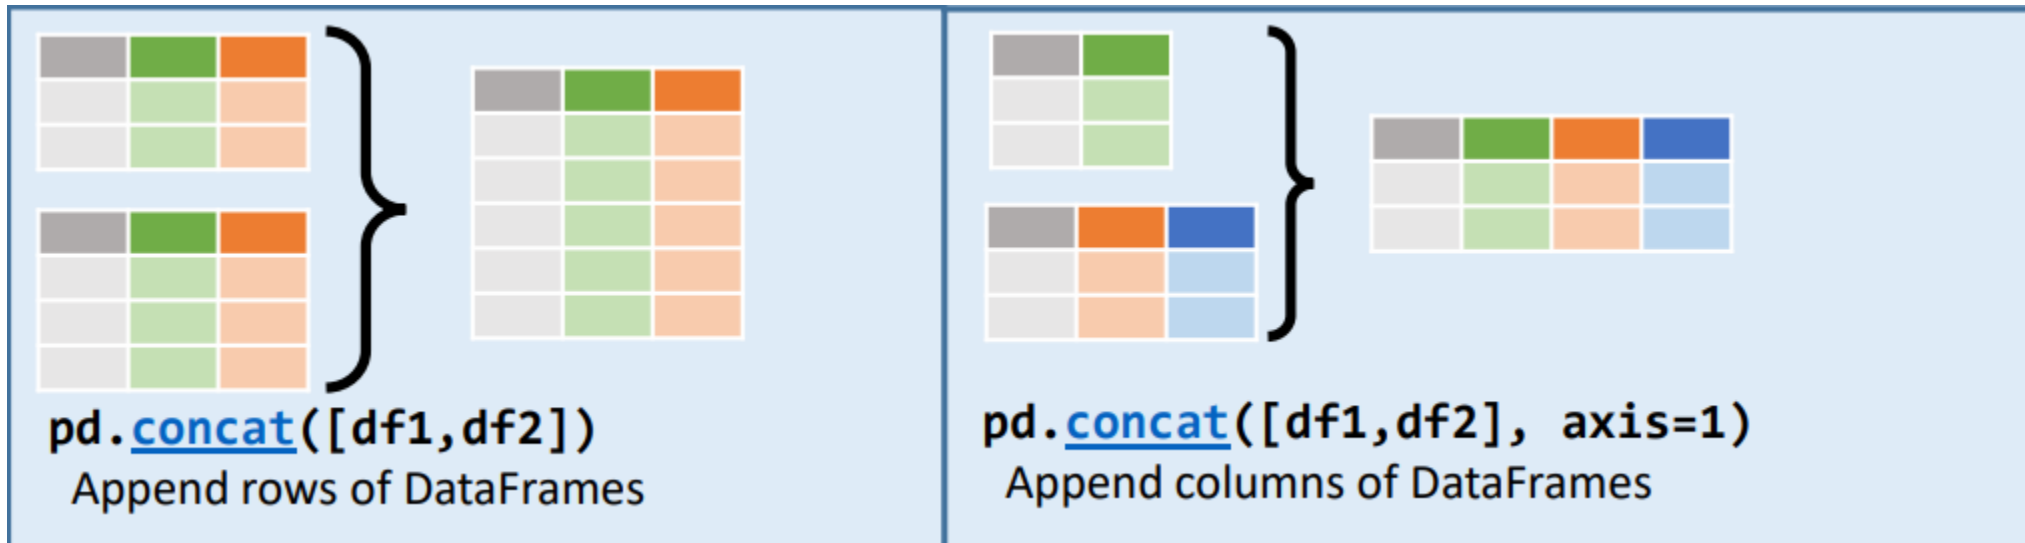 pd.concat([df1,df2])
Append rows of DataFrames
pd.concat([df1,df2], axis=1)
Append columns of DataFrames